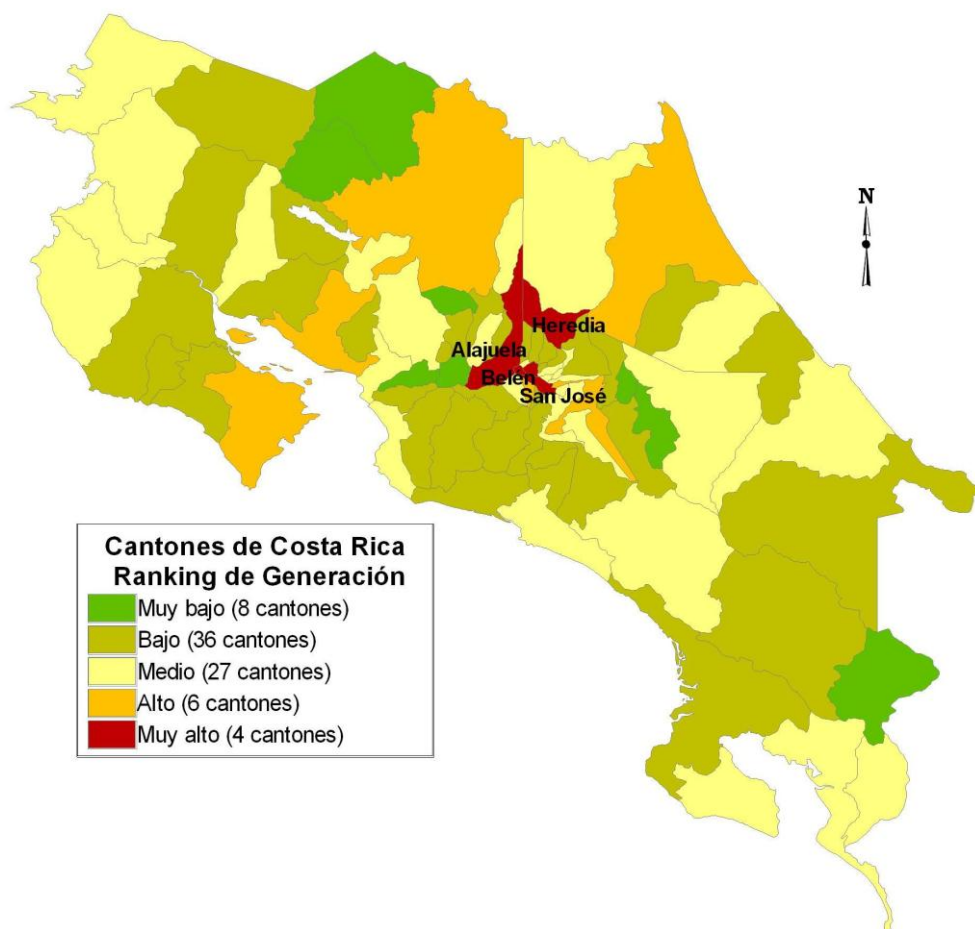 N
Heredia
Alajuela
Belén
San José
Cantones de Costa Rica
Ranking de Generación
Muy bajo (8 cantones)
Bajo (36 cantones)
Medio (27 cantones)
Alto (6 cantones)
Muy alto (4 cantones)